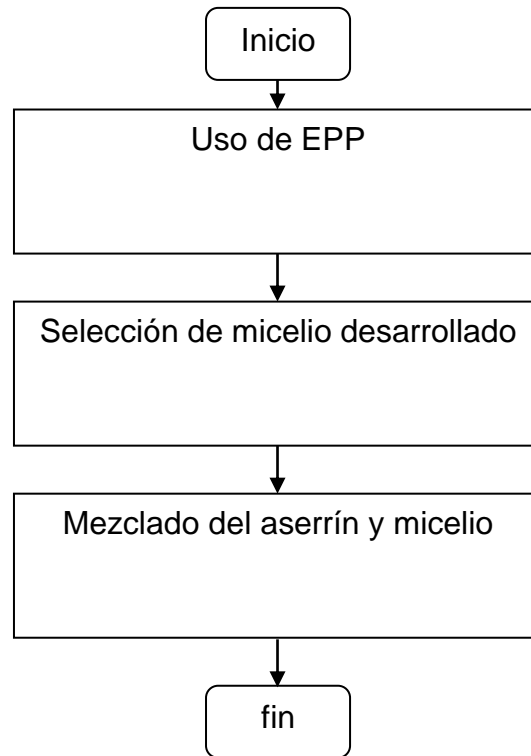 Inicio
Uso de EPP
Selección de micelio desarrollado
Mezclado del aserrín y micelio
fin